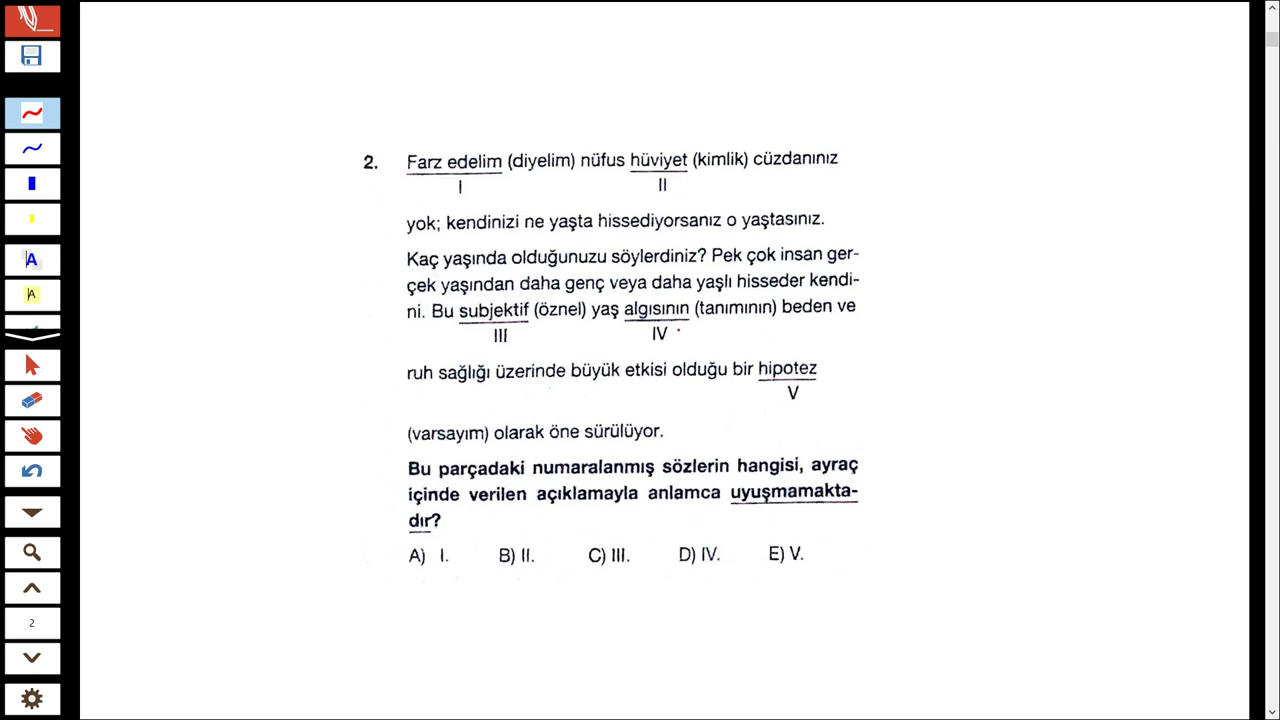 2. Farz edelim (diyelim) nüfus hüviyet (kimlik) cüzdanınız
I II
yok; kendinizi ne yaşta hissediyorsanız o yaştasınız.
Kaç yaşında olduğunuzu söylerdiniz? Pek çok insan ger-
çek yaşından daha genç veya daha yaşlı hisseder kendi-
ni. Bu subjektif (öznel) yaş algısının (tanımının) beden ve
III IV
ruh sağlığı üzerinde büyük etkisi olduğu bir hipotez
V
(varsayım) olarak öne sürülüyor.
Bu parçadaki numaralanmış sözlerin hangisi, ayraç
içinde verilen açıklamayla anlamca uyuşmamakta-
dır?
A) I. B) II. C) III. D) IV. E) V.
A
A
2